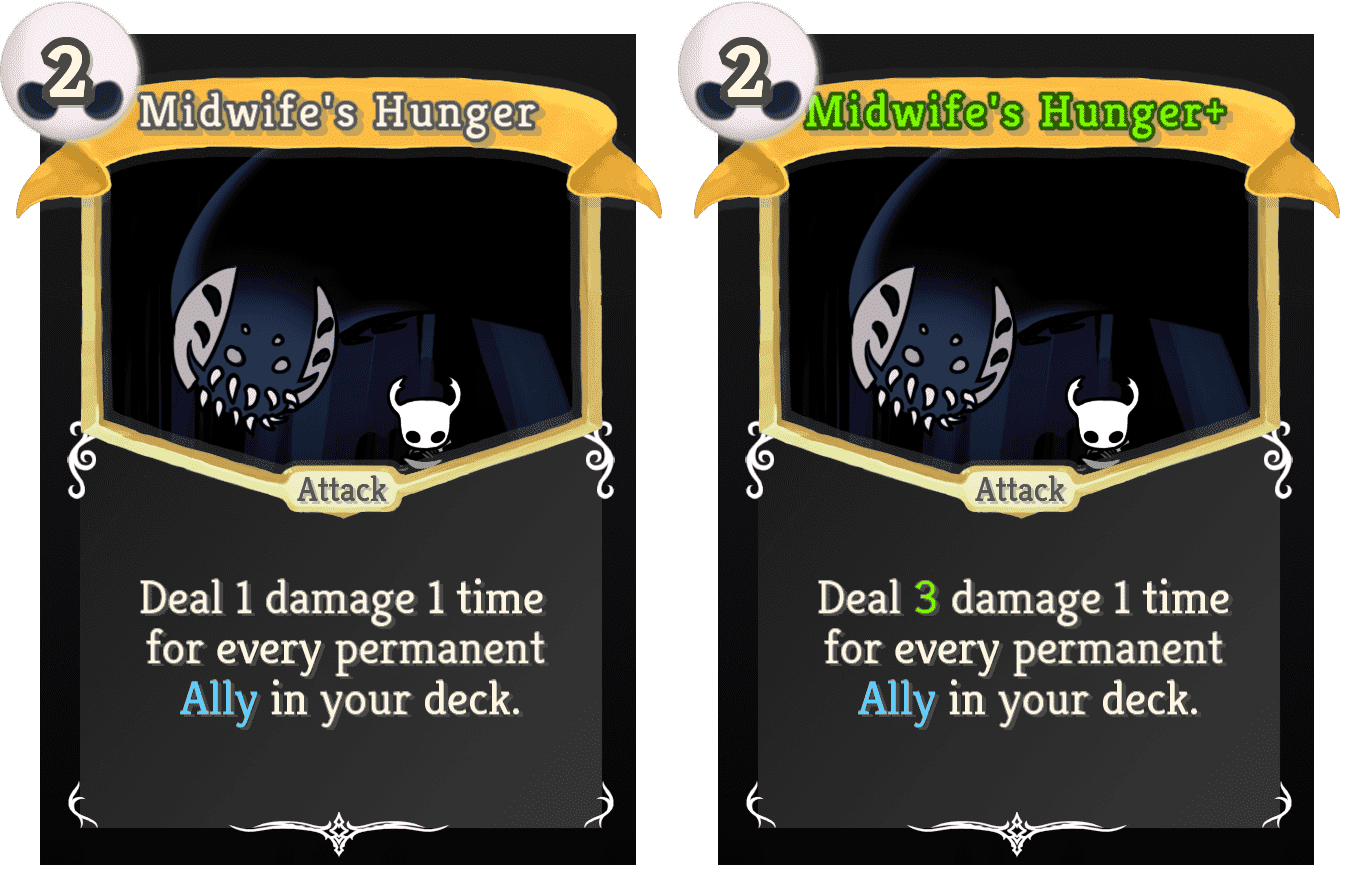 2
Midwife's Hunger
Attack
Deal 1 damage 1 time
for every permanent
Ally in your deck.
2
Midwife's Hunger+
Attack
Deal 3 damage 1 time
for every permanent
Ally in your deck.